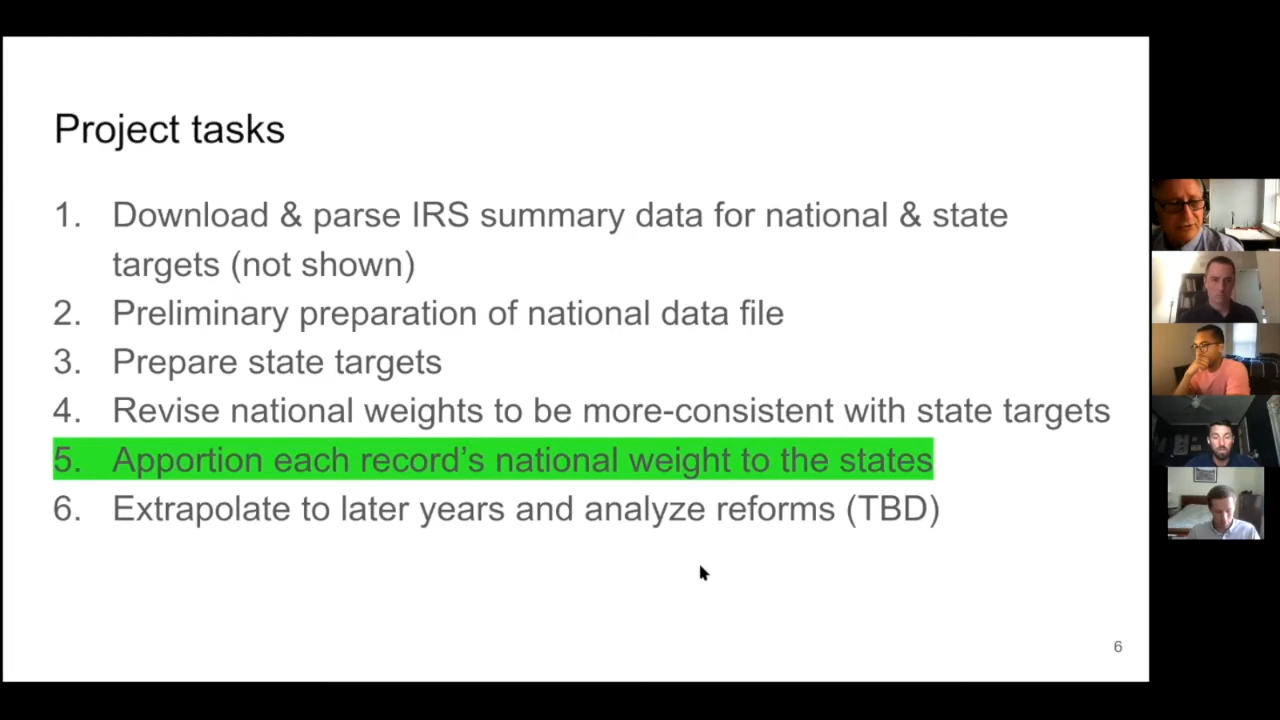 Project tasks
1. Download & parse IRS summary data for national & state
targets (not shown)
2. Preliminary preparation of national data file
3. Prepare state targets
4. Revise national weights to be more-consistent with state targets
5. Apportion each record’s national weight to the states
6. Extrapolate to later years and analyze reforms (TBD)
6